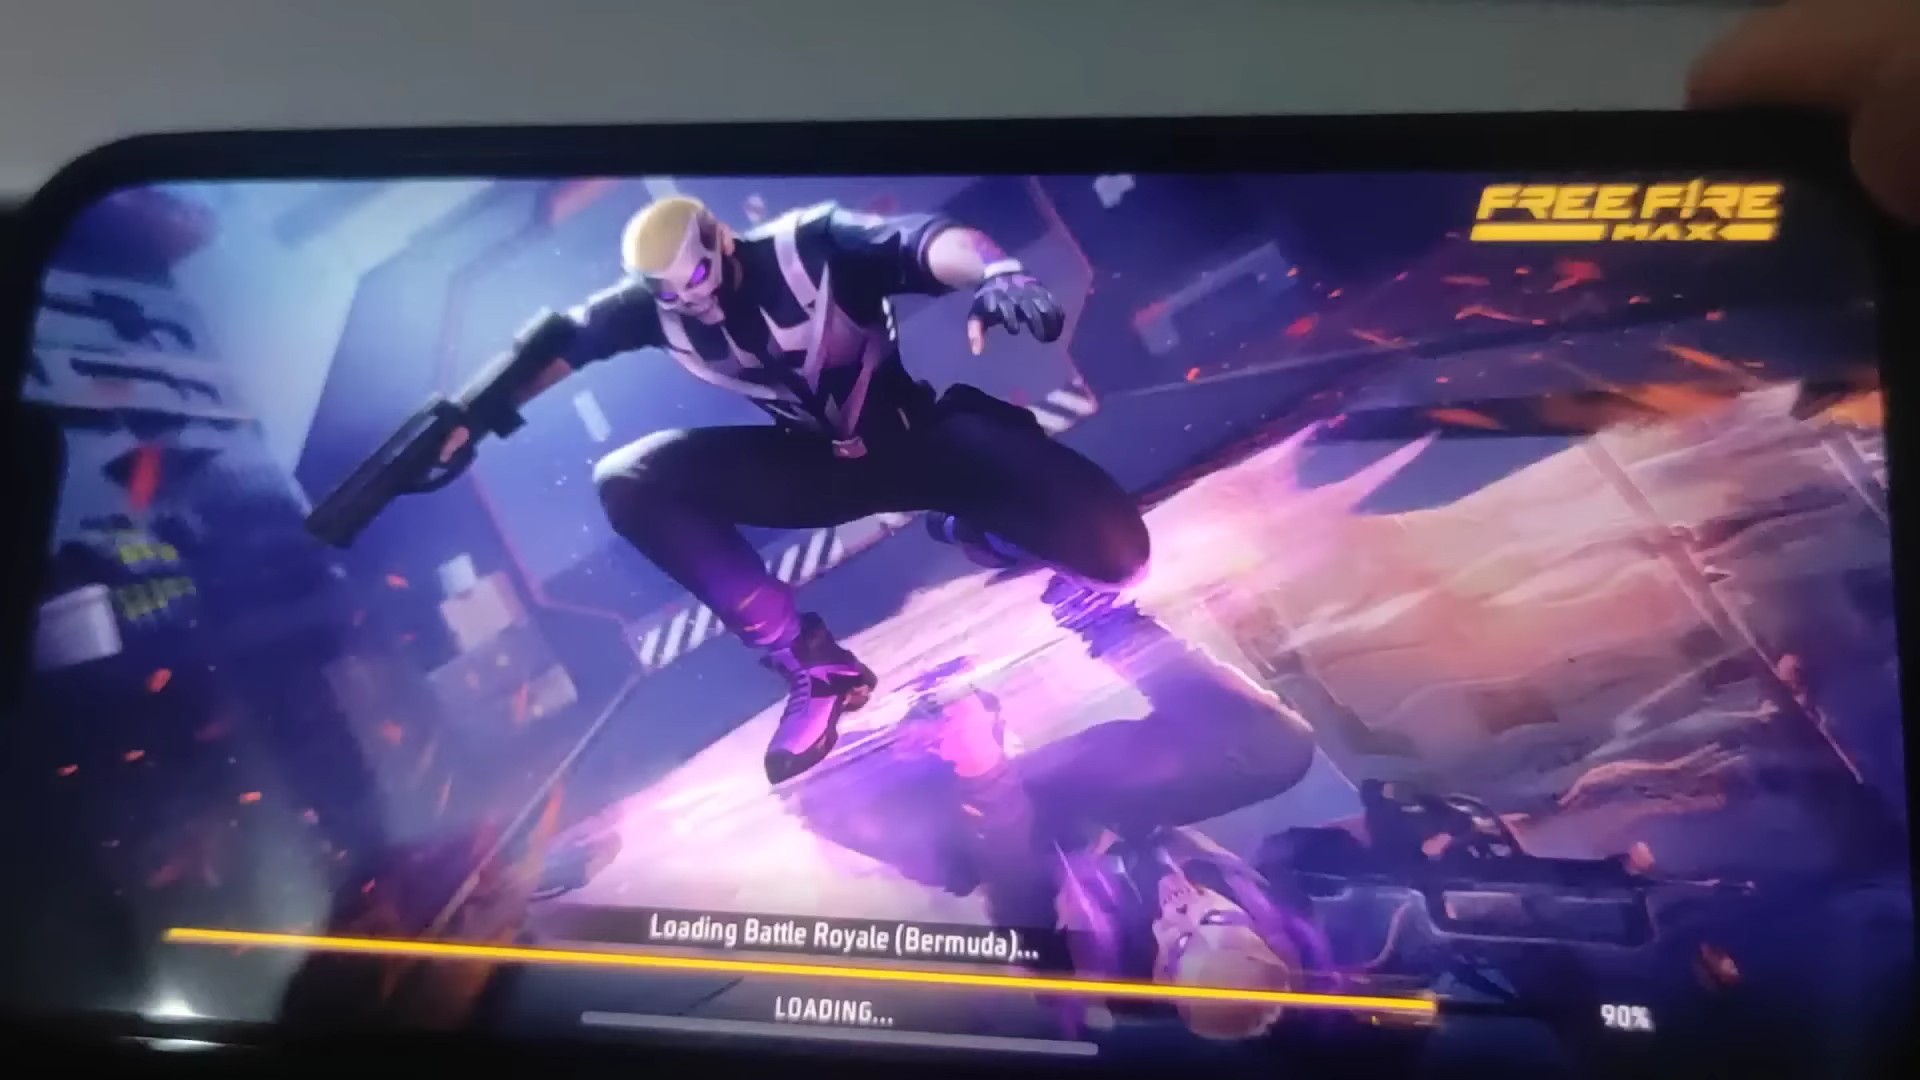 FREE FIRE
MAX
Loading Battle Royale (Bermuda)...
LOADING...
90%